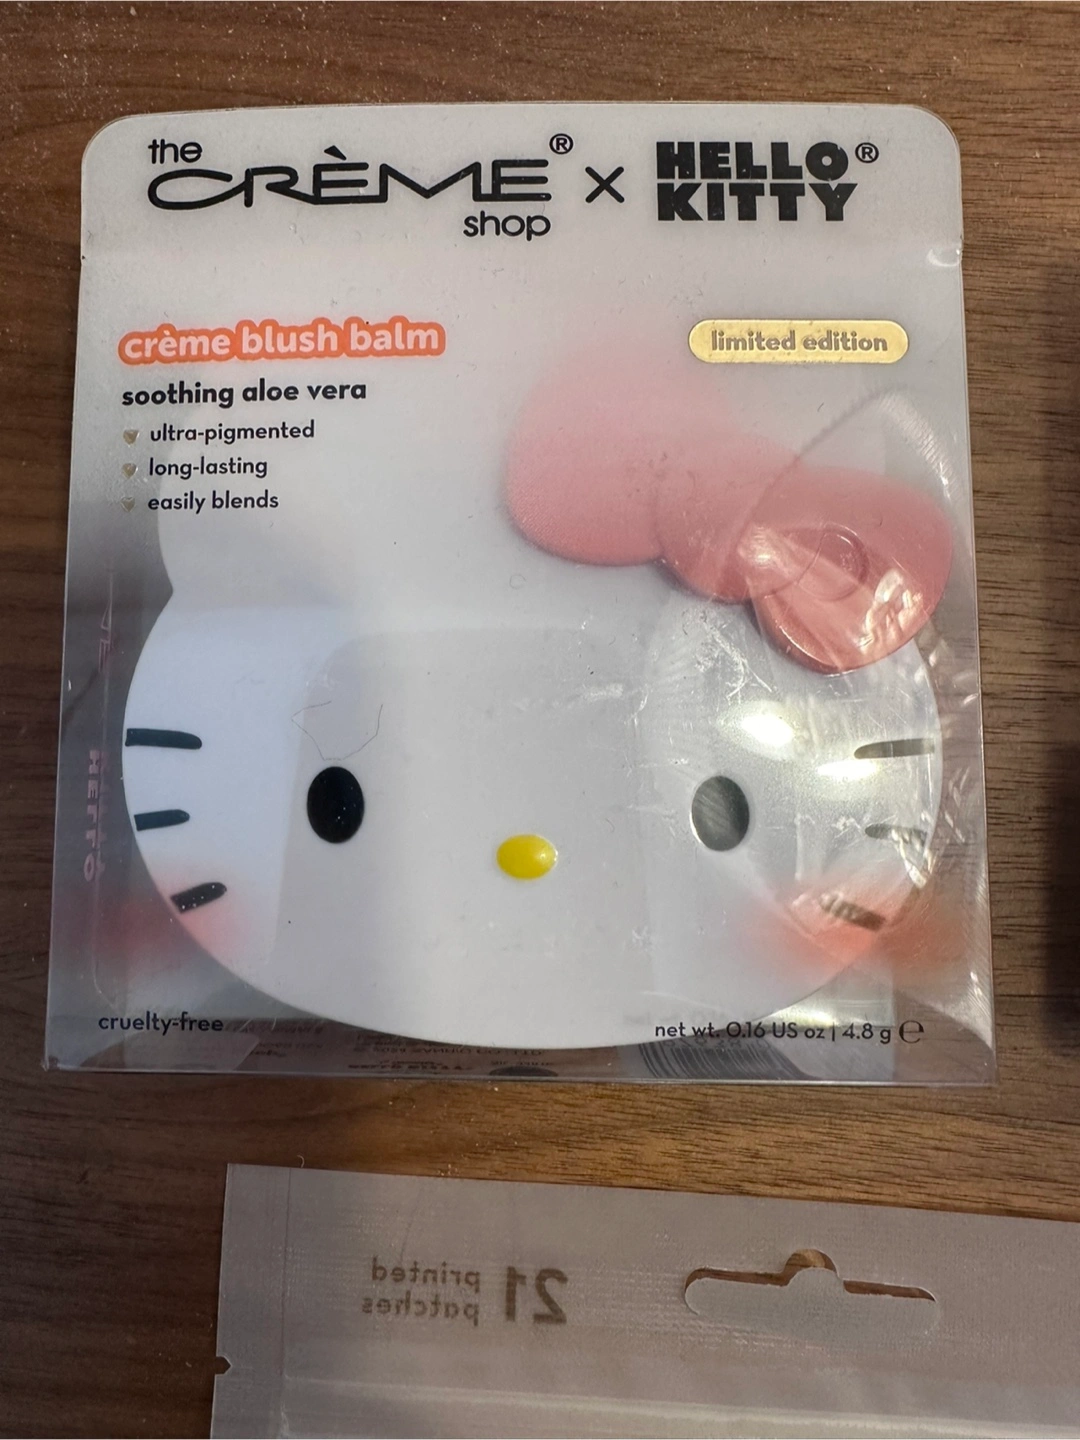 the
CRÈME®
shop
×
HELLO®
KITTY
crème blush balm
limited edition
soothing aloe vera
ultra-pigmented
long-lasting
easily blends
HELLO
cruelty-free
net wt. 0.16 US oz | 4.8 g ℮
21 printed
patches